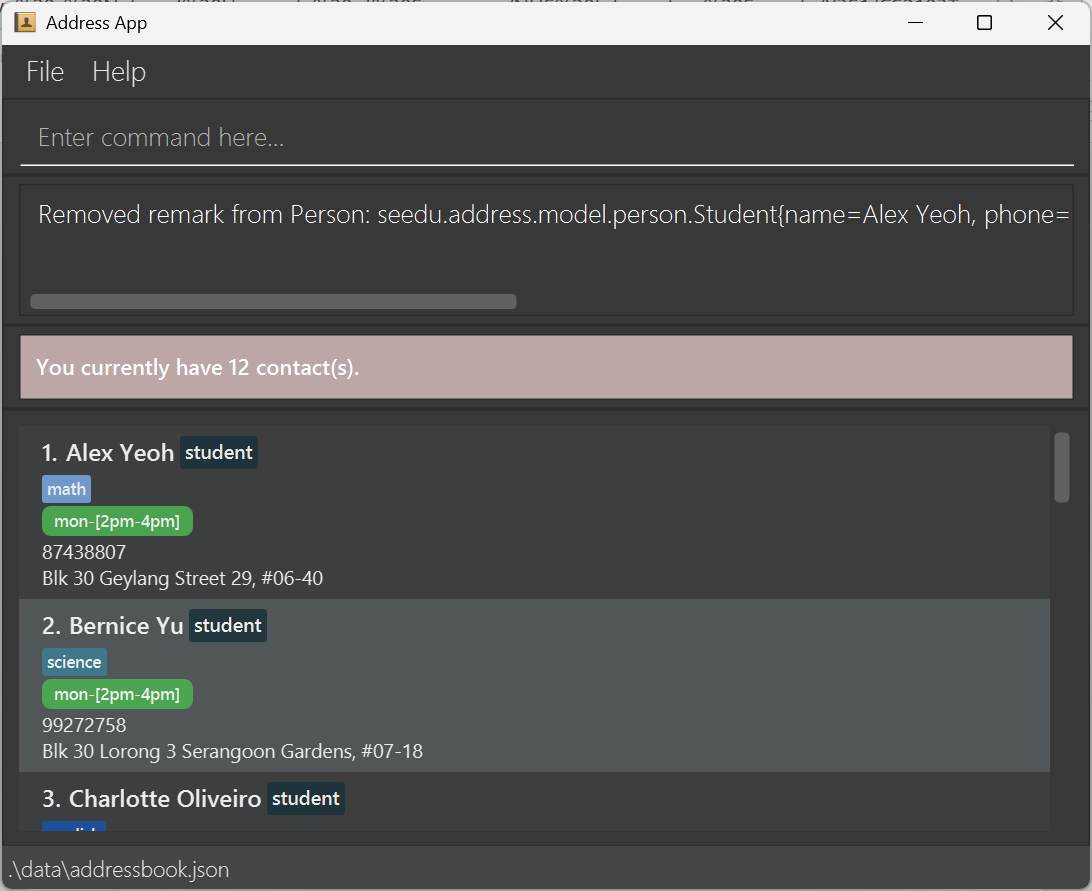 Address App
File Help
Enter command here...
Removed remark from Person: seedu.address.model.person.Student{name=Alex Yeoh, phone=
You currently have 12 contact(s).
1. Alex Yeoh student
math
mon-[2pm-4pm]
87438807
Blk 30 Geylang Street 29, #06-40
2. Bernice Yu student
science
mon-[2pm-4pm]
99272758
Blk 30 Lorong 3 Serangoon Gardens, #07-18
3. Charlotte Oliveiro student
.\data\addressbook.json